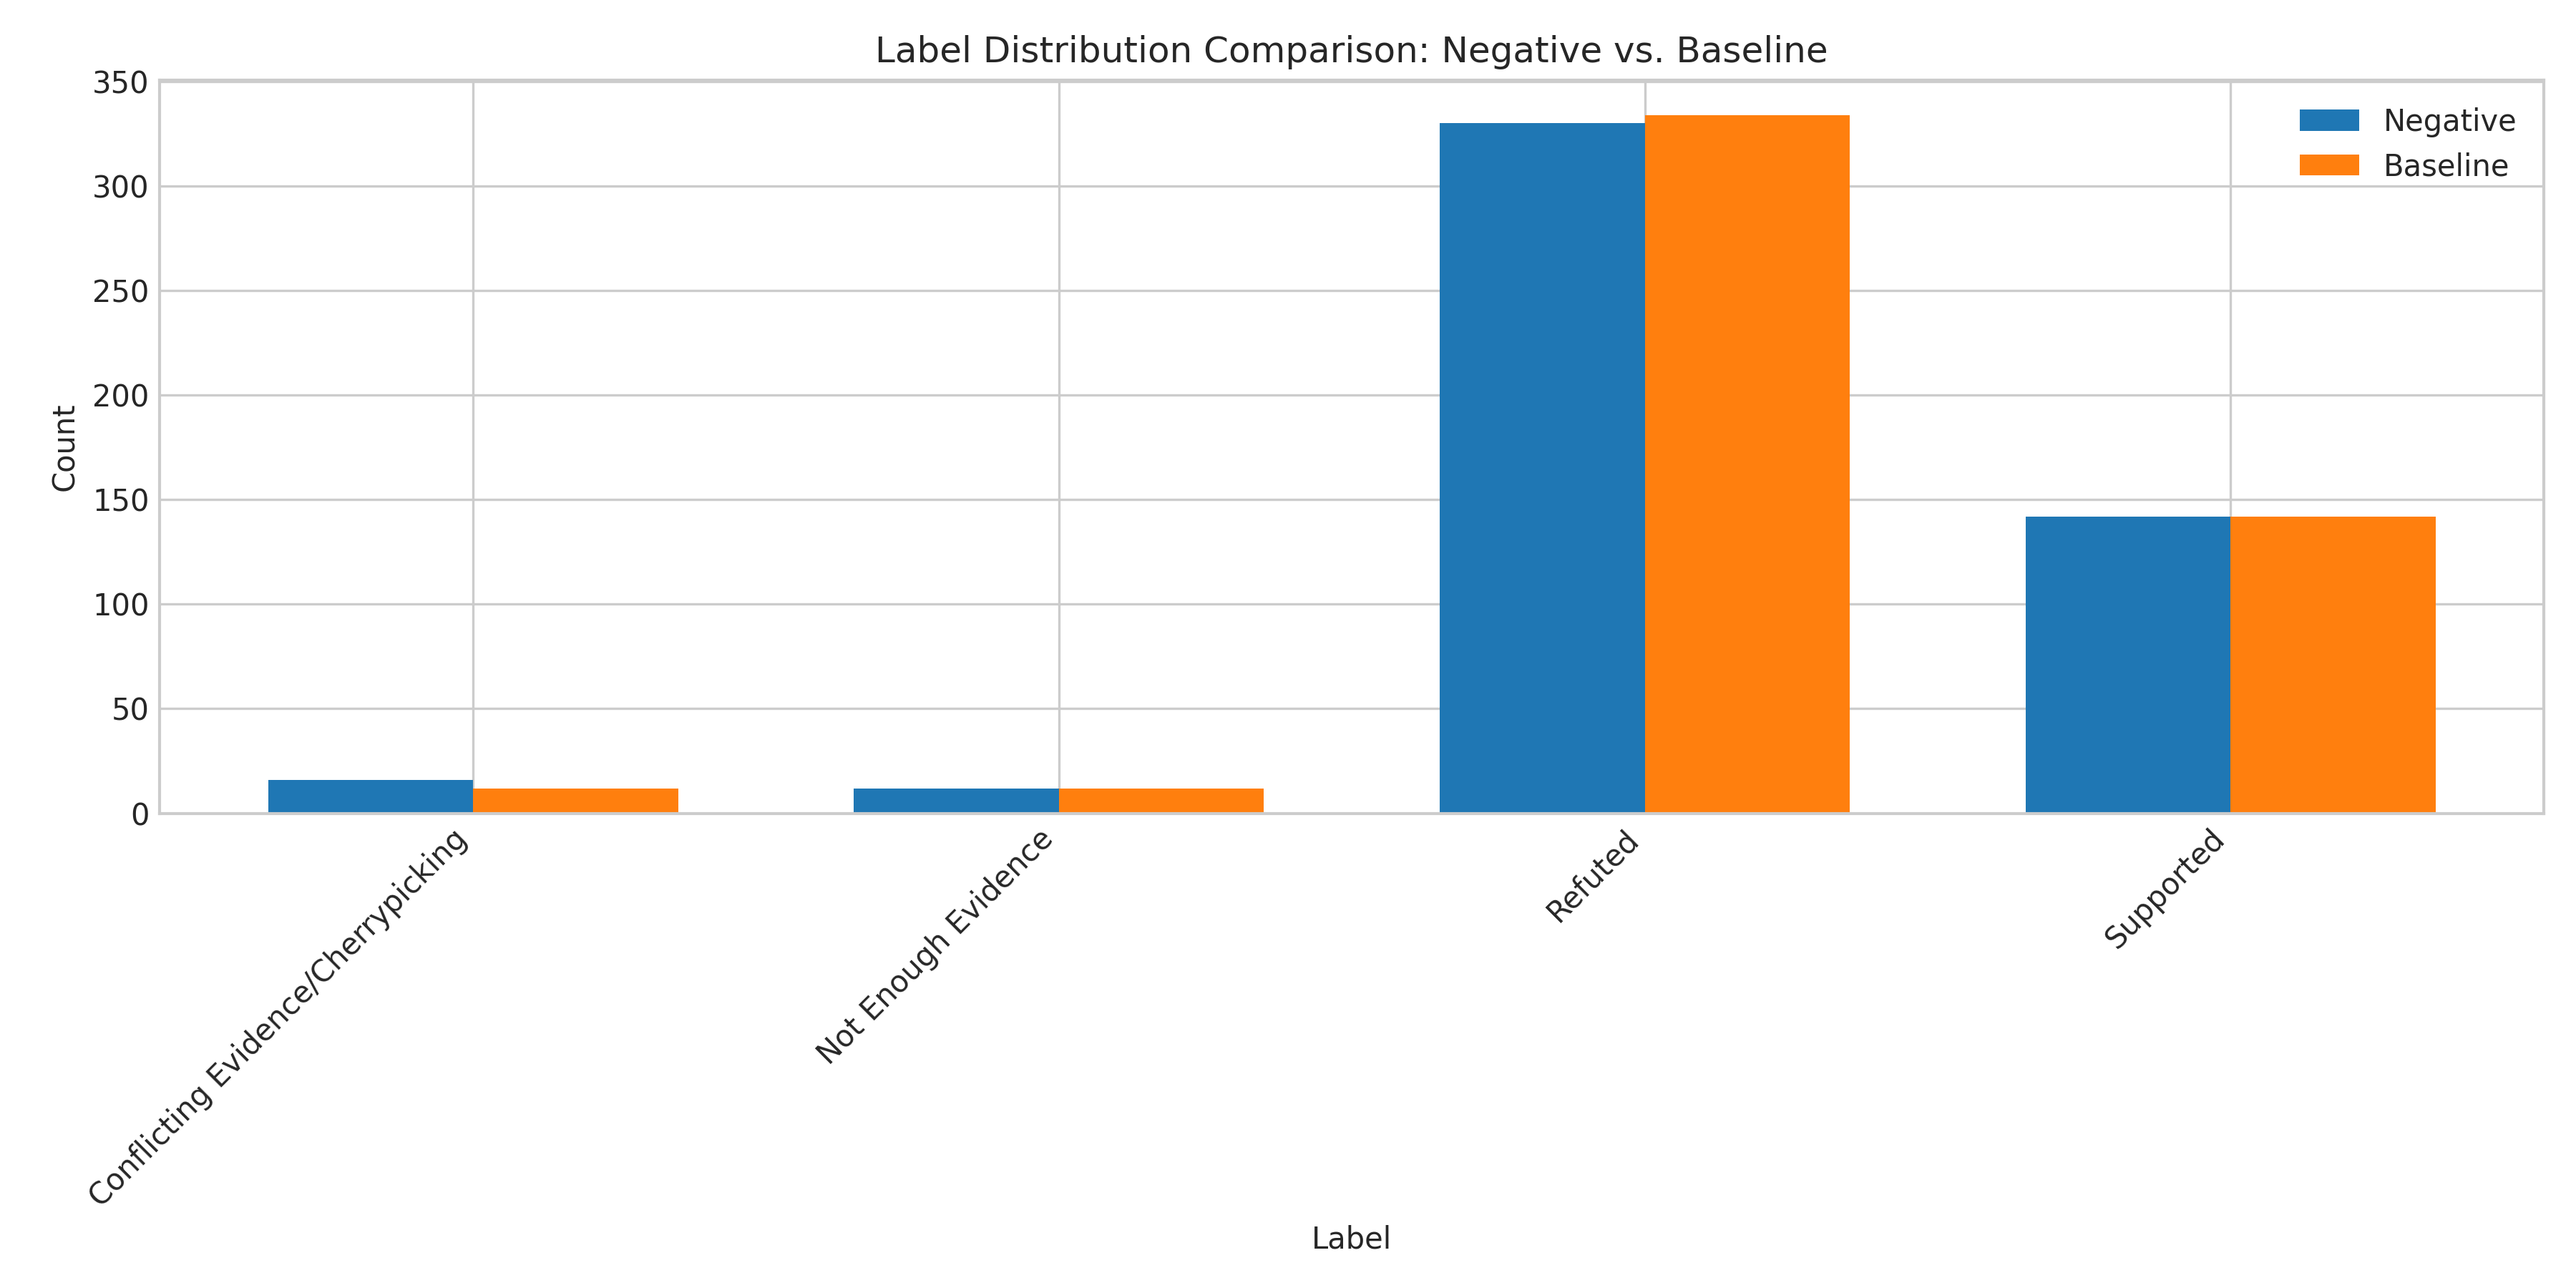 Label Distribution Comparison: Negative vs. Baseline
350
300
250
200
150
100
50
0
Count
Negative
Baseline
Conflicting Evidence/Cherrypicking
Not Enough Evidence
Refuted
Supported
Label